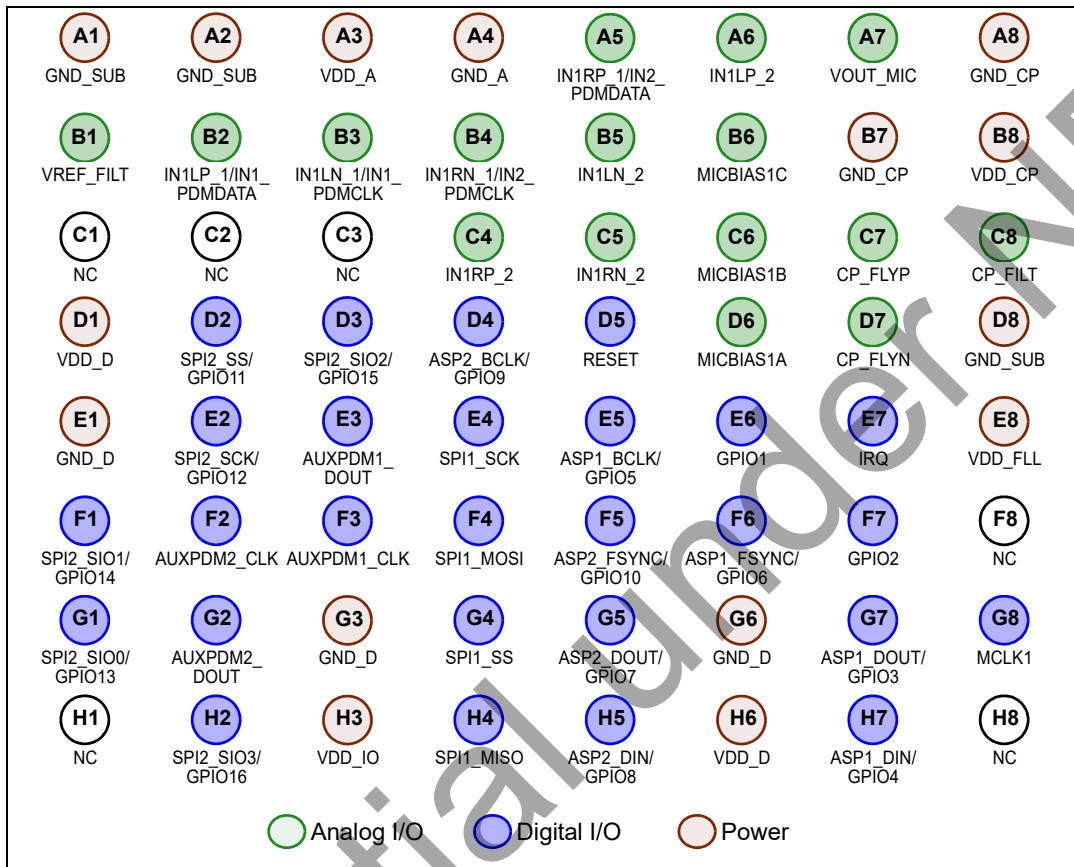 A1 A2 A3 A4 A5 A6 A7 A8
GND_SUB GND_SUB VDD_A GND_A IN1RP_1/IN2_ IN1LP_2 VOUT_MIC GND_CP
PDMDATA
B1 B2 B3 B4 B5 B6 B7 B8
VREF_FILT IN1LP_1/IN1_ IN1LN_1/IN1_ IN1RN_1/IN2_ IN1LN_2 MICBIAS1C GND_CP VDD_CP
PDMDATA PDMCLK PDMCLK
C1 C2 C3 C4 C5 C6 C7 C8
NC NC NC IN1RP_2 IN1RN_2 MICBIAS1B CP_FLYP CP_FILT
D1 D2 D3 D4 D5 D6 D7 D8
VDD_D SPI2_SS/ SPI2_SIO2/ ASP2_BCLK/ RESET MICBIAS1A CP_FLYN GND_SUB
GPIO11 GPIO15 GPIO9
E1 E2 E3 E4 E5 E6 E7 E8
GND_D SPI2_SCK/ AUXPDM1_ SPI1_SCK ASP1_BCLK/ GPIO1 IRQ VDD_FLL
GPIO12 DOUT GPIO5
F1 F2 F3 F4 F5 F6 F7 F8
SPI2_SIO1/ AUXPDM2_CLK AUXPDM1_CLK SPI1_MOSI ASP2_FSYNC/ ASP1_FSYNC/ GPIO2 NC
GPIO14 GPIO10 GPIO6
G1 G2 G3 G4 G5 G6 G7 G8
SPI2_SIO0/ AUXPDM2_ GND_D SPI1_SS ASP2_DOUT/ GND_D ASP1_DOUT/ MCLK1
GPIO13 DOUT GPIO7 GPIO3
H1 H2 H3 H4 H5 H6 H7 H8
NC SPI2_SIO3/ VDD_IO SPI1_MISO ASP2_DIN/ VDD_D ASP1_DIN/ NC
GPIO16 GPIO8 GPIO4
Analog I/O Digital I/O Power
tial under